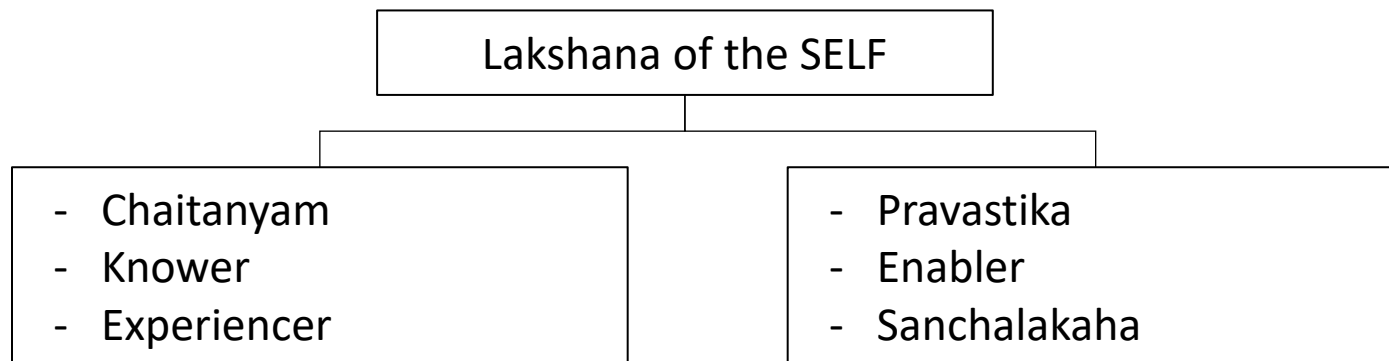 Lakshana of the SELF
- Chaitanyam
- Knower
- Experiencer
- Pravastika
- Enabler
- Sanchalakaha